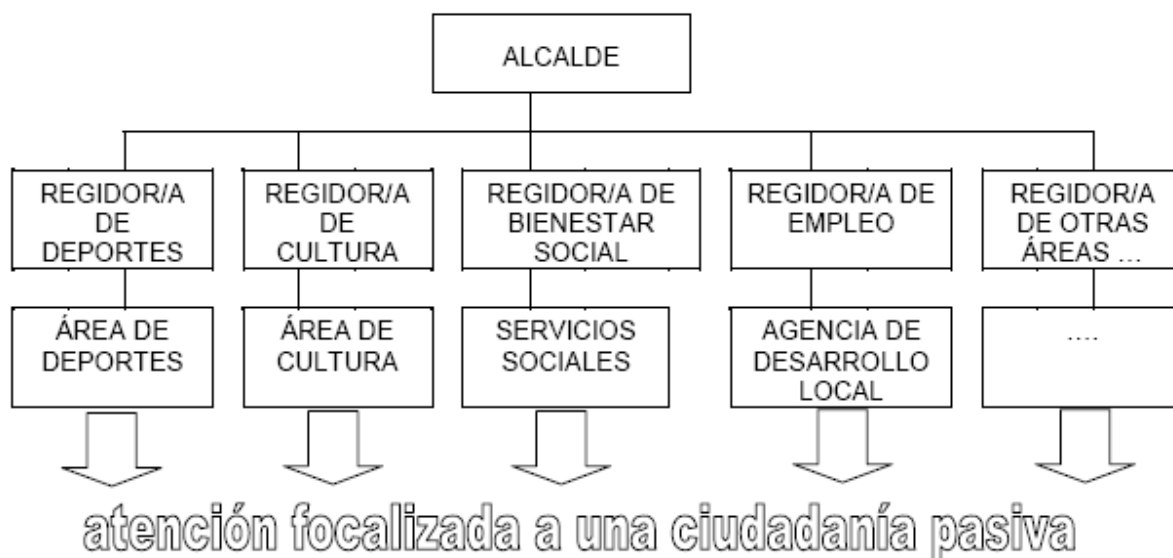 ALCALDE
REGIDOR/A
DE
DEPORTES
REGIDOR/A
DE
CULTURA
REGIDOR/A DE
BIENESTAR
SOCIAL
REGIDOR/A DE
EMPLEO
REGIDOR/A
DE OTRAS
ÁREAS ...
ÁREA DE
DEPORTES
ÁREA DE
CULTURA
SERVICIOS
SOCIALES
AGENCIA DE
DESARROLLO
LOCAL
....
atención focalizada a una ciudadanía pasiva